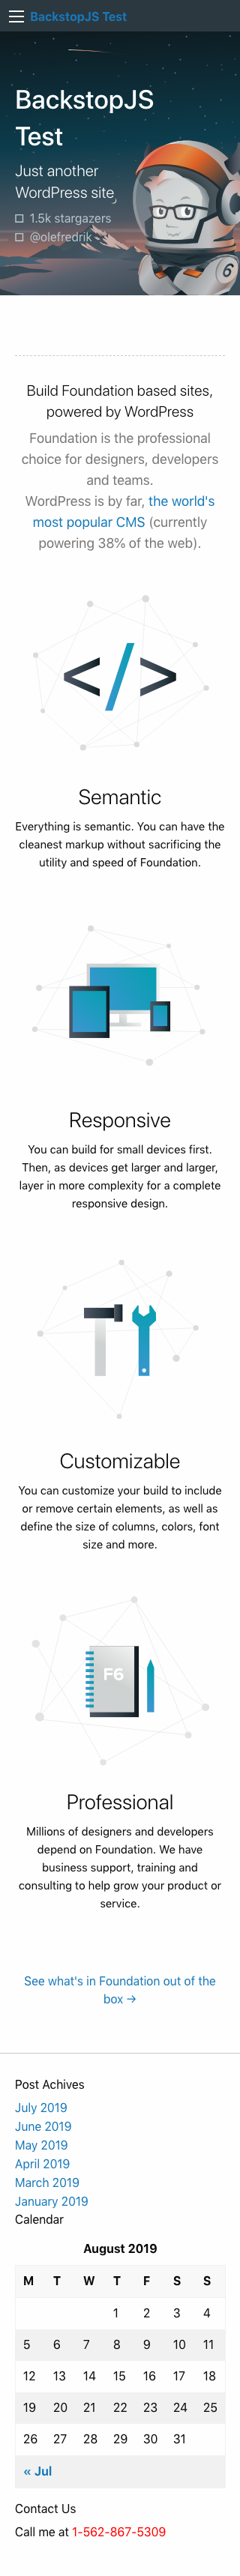 BackstopJS Test
BackstopJS
Test
Just another
WordPress site
1.5k stargazers
@olefredrik
6
Build Foundation based sites,
powered by WordPress
Foundation is the professional
choice for designers, developers
and teams.
WordPress is by far, the world's
most popular CMS (currently
powering 38% of the web).
</>
Semantic
Everything is semantic. You can have the
cleanest markup without sacrificing the
utility and speed of Foundation.
Responsive
You can build for small devices first.
Then, as devices get larger and larger,
layer in more complexity for a complete
responsive design.
Customizable
You can customize your build to include
or remove certain elements, as well as
define the size of columns, colors, font
size and more.
F6
Professional
Millions of designers and developers
depend on Foundation. We have
business support, training and
consulting to help grow your product or
service.
See what's in Foundation out of the
box →
Post Achives
July 2019
June 2019
May 2019
April 2019
March 2019
January 2019
Calendar
August 2019
M T W T F S S
1 2 3 4
5 6 7 8 9 10 11
12 13 14 15 16 17 18
19 20 21 22 23 24 25
26 27 28 29 30 31
« Jul
Contact Us
Call me at 1-562-867-5309